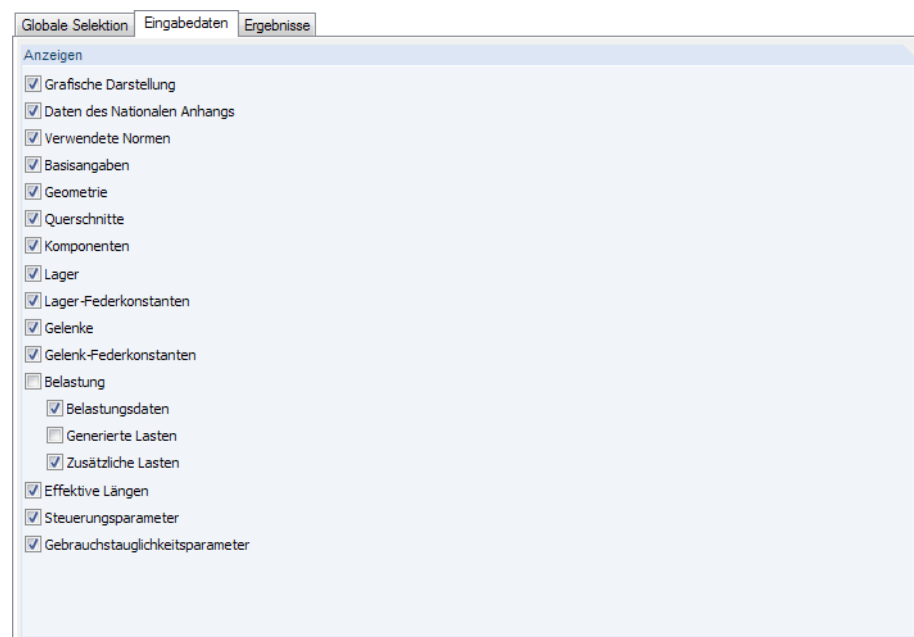 Globale Selektion Eingabedaten Ergebnisse
Anzeigen
Grafische Darstellung
Daten des Nationalen Anhangs
Verwendete Normen
Basisangaben
Geometrie
Querschnitte
Komponenten
Lager
Lager-Federkonstanten
Gelenke
Gelenk-Federkonstanten
Belastung
Belastungsdaten
Generierte Lasten
Zusätzliche Lasten
Effektive Längen
Steuerungsparameter
Gebrauchstauglichkeitsparameter